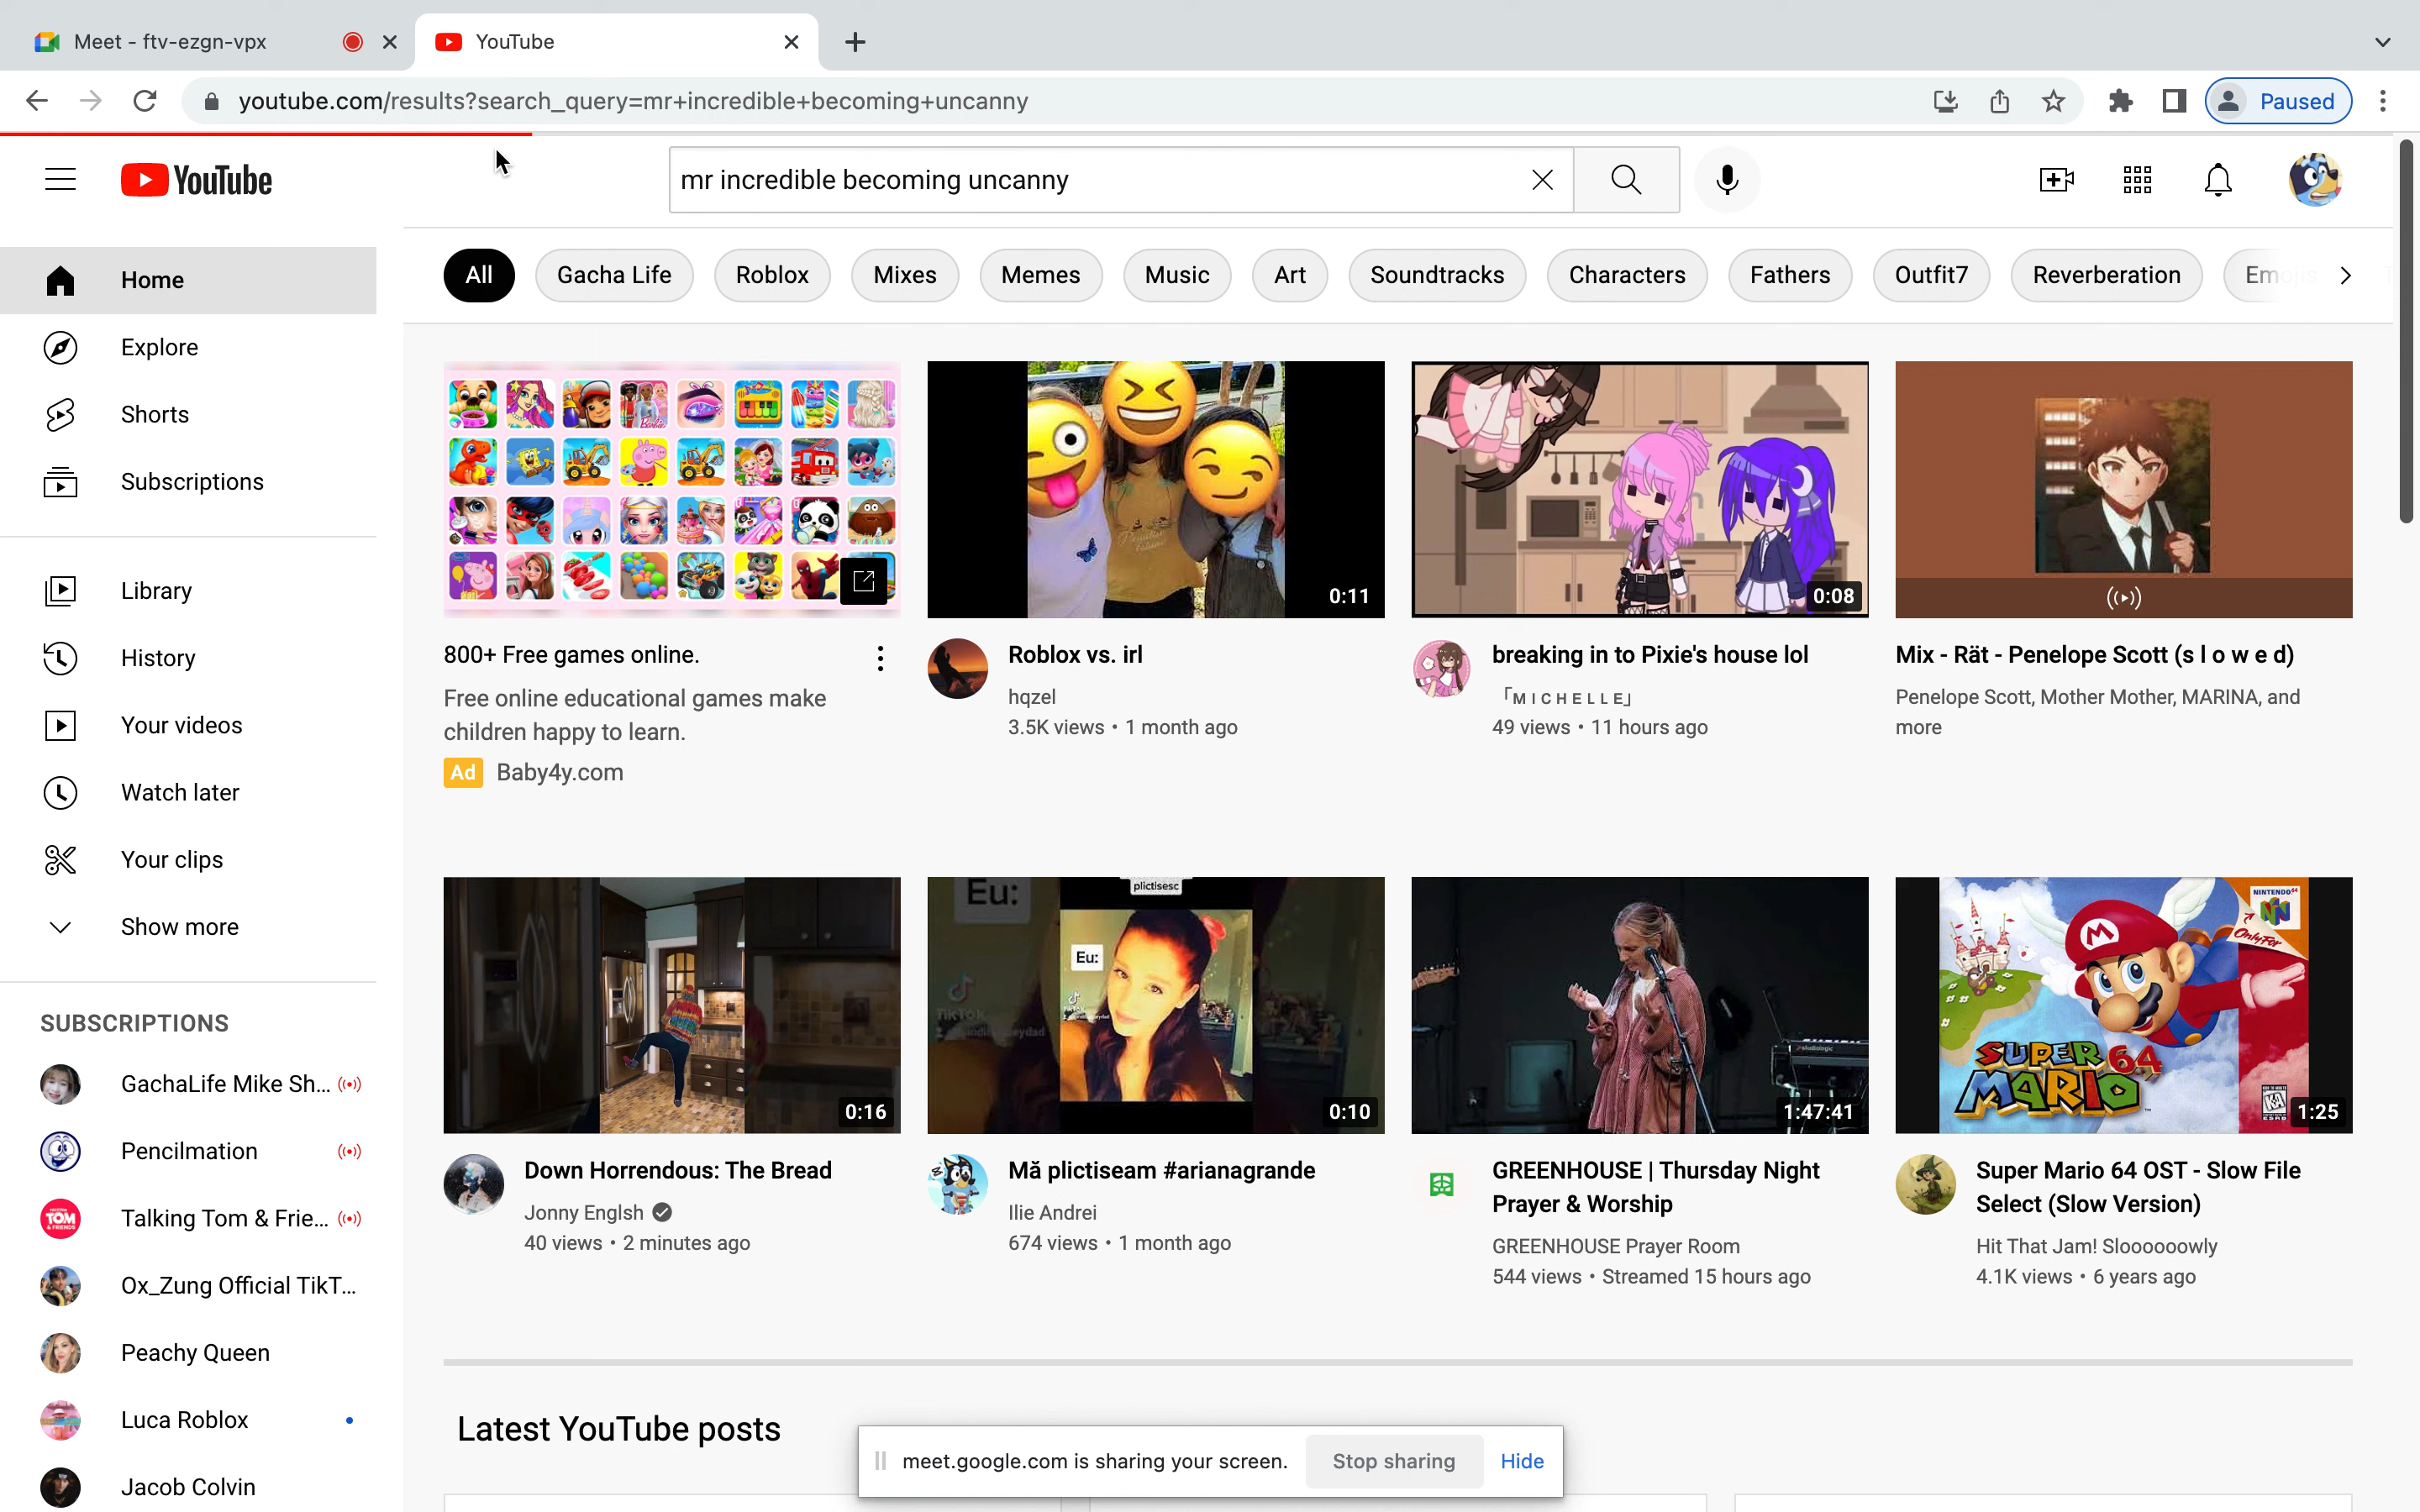 Meet - ftv-ezgn-vpx
YouTube
youtube.com/results?search_query=mr+incredible+becoming+uncanny
Paused
YouTube
mr incredible becoming uncanny
All
Gacha Life
Roblox
Mixes
Memes
Music
Art
Soundtracks
Characters
Fathers
Outfit7
Reverberation
Emojis
Home
Explore
Shorts
Subscriptions
Library
History
Your videos
Watch later
Your clips
Show more
SUBSCRIPTIONS
GachaLife Mike Sh...
Pencilmation
TOM
Talking Tom & Frie...
Ox_Zung Official TikT...
Peachy Queen
Luca Roblox
Jacob Colvin
800+ Free games online.
Free online educational games make
children happy to learn.
Ad Baby4y.com
0:11
Roblox vs. irl
hqzel
3.5K views • 1 month ago
0:08
breaking in to Pixie's house lol
「ＭＩＣＨＥＬＬＥ」
49 views • 11 hours ago
Mix - Rät - Penelope Scott (s l o w e d)
Penelope Scott, Mother Mother, MARINA, and
more
0:16
Down Horrendous: The Bread
Jonny Englsh
40 views • 2 minutes ago
plictisesc
Eu:
Eu:
TikTok
0:10
Mă plictiseam #arianagrande
Ilie Andrei
674 views • 1 month ago
1:47:41
GREENHOUSE | Thursday Night
Prayer & Worship
GREENHOUSE Prayer Room
544 views • Streamed 15 hours ago
NINTENDO64
Only For
SUPER
MARIO 64
KA
1:25
Super Mario 64 OST - Slow File
Select (Slow Version)
Hit That Jam! Sloooooowly
4.1K views • 6 years ago
Latest YouTube posts
meet.google.com is sharing your screen.
Stop sharing
Hide